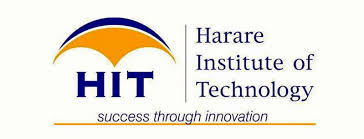 HIT
Harare
Institute of
Technology
success through innovation